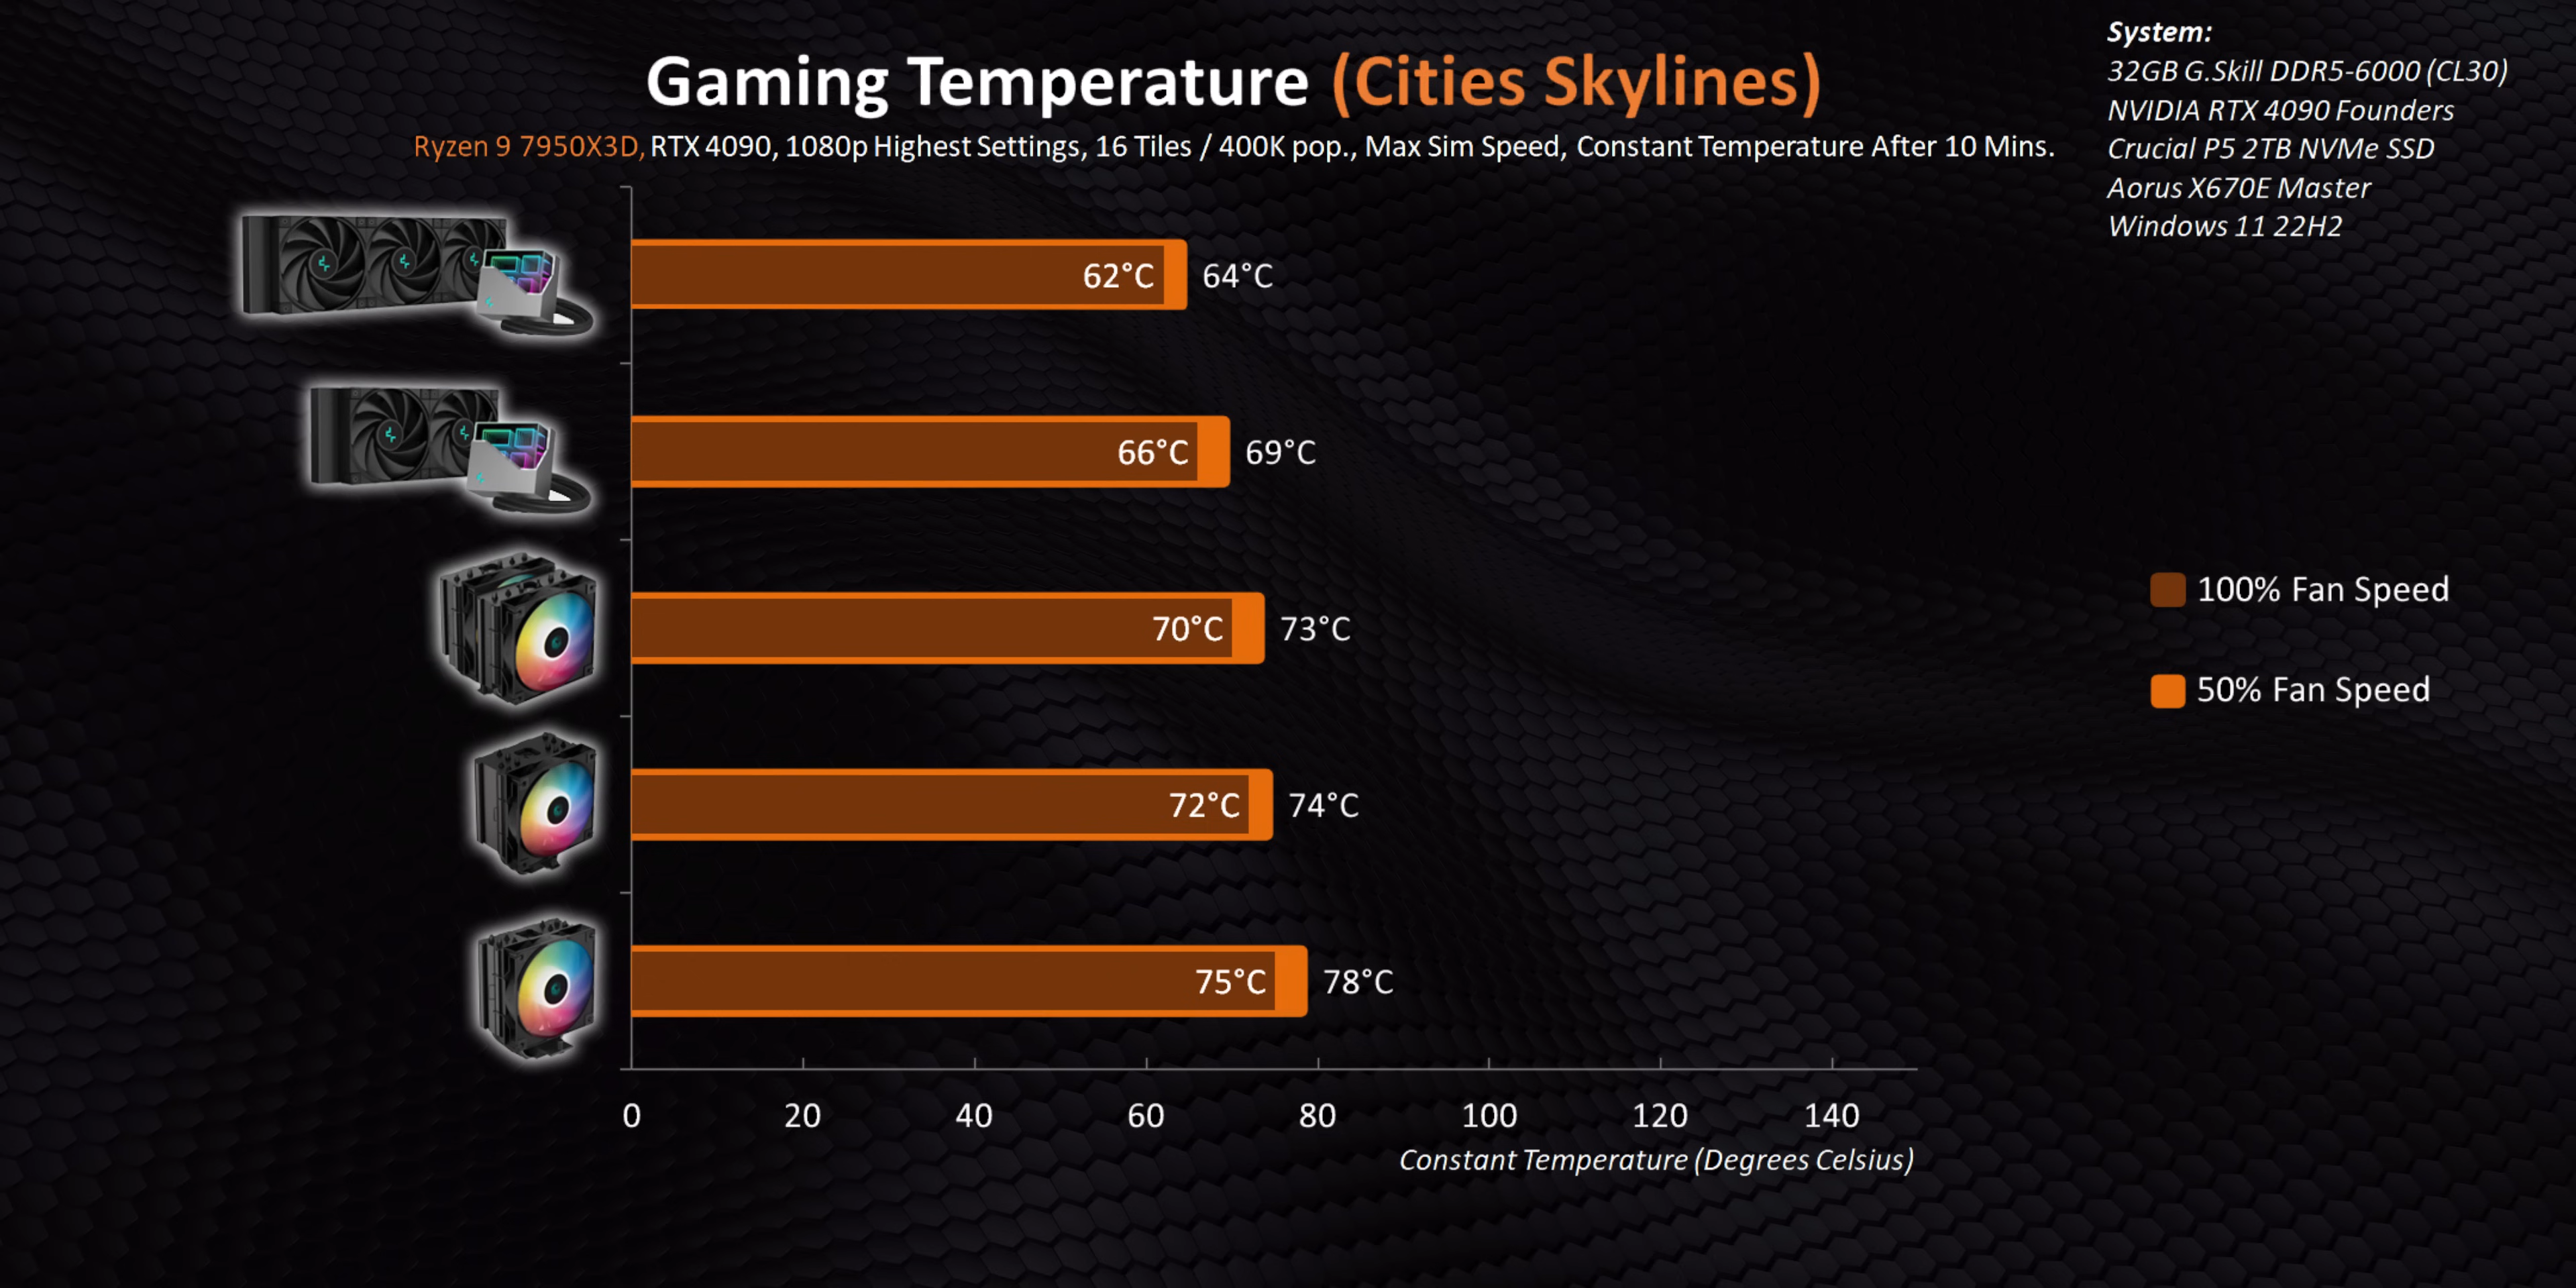 Gaming Temperature (Cities Skylines)
Ryzen 9 7950X3D, RTX 4090, 1080p Highest Settings, 16 Tiles / 400K pop., Max Sim Speed, Constant Temperature After 10 Mins.
System:
32GB G.Skill DDR5-6000 (CL30)
NVIDIA RTX 4090 Founders
Crucial P5 2TB NVMe SSD
Aorus X670E Master
Windows 11 22H2
62°C 64°C
66°C 69°C
70°C 73°C
72°C 74°C
75°C 78°C
100% Fan Speed
50% Fan Speed
0 20 40 60 80 100 120 140
Constant Temperature (Degrees Celsius)